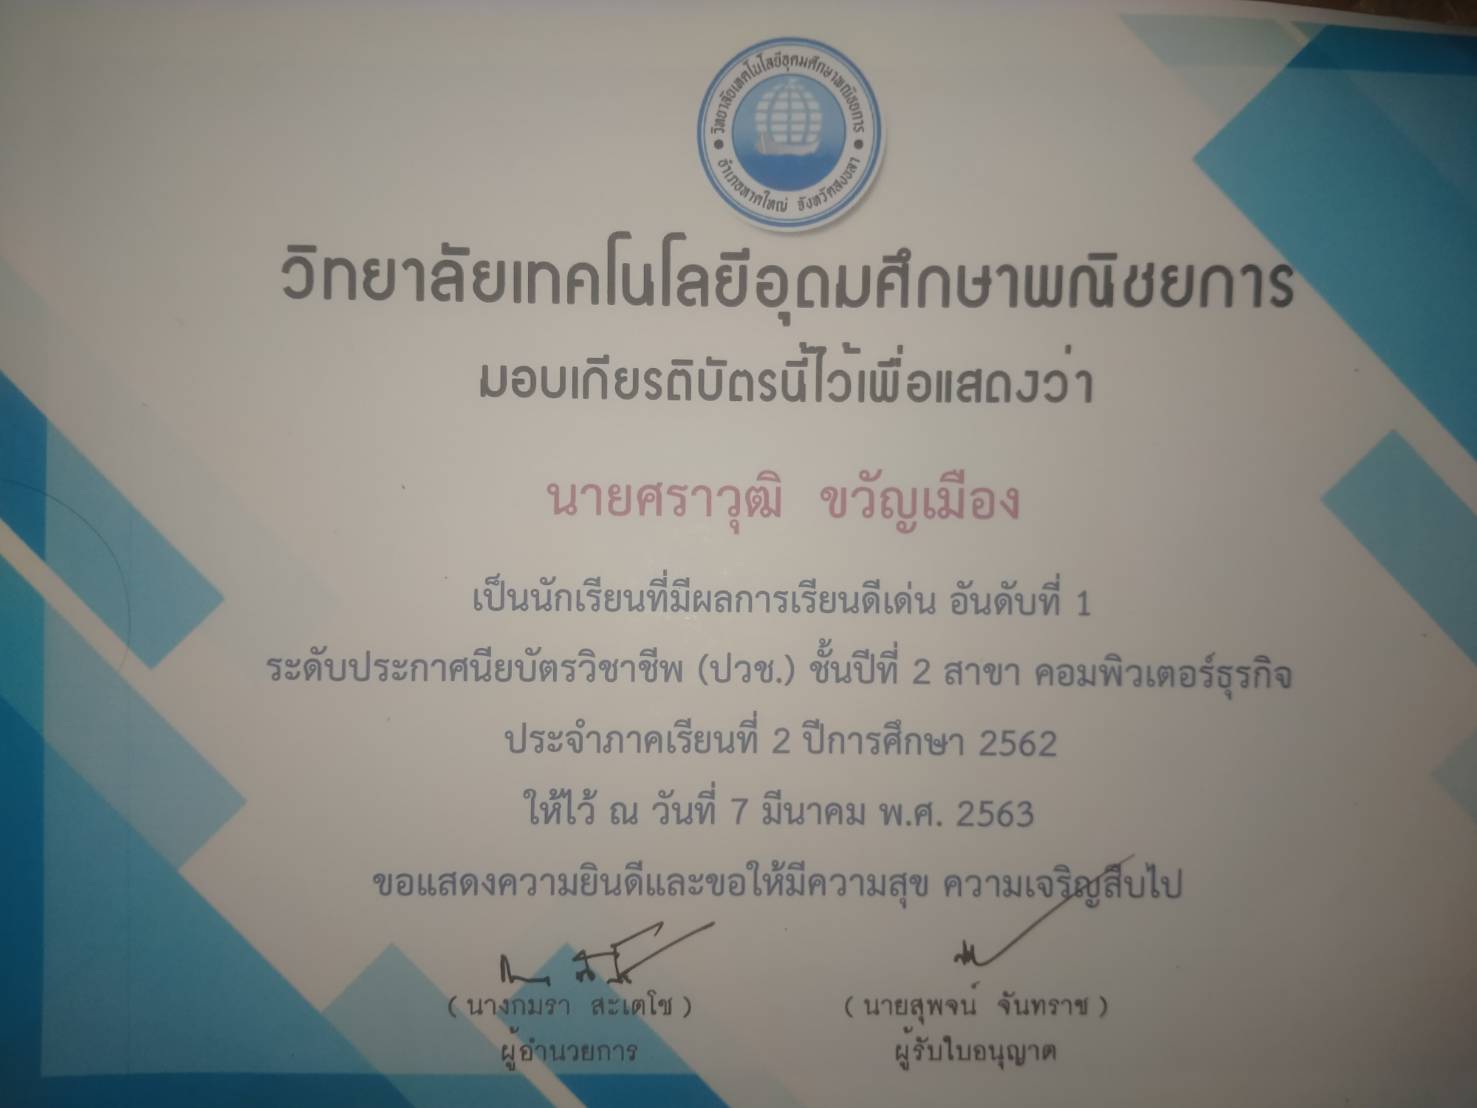 วิทยาลัยเทคโนโลยีอุดมศึกษาพณิชยการ
อำเภอหาดใหญ่ จังหวัดสงขลา
วิทยาลัยเทคโนโลยีอุดมศึกษาพณิชยการ
มอบเกียรติบัตรนี้ไว้เพื่อแสดงว่า
นายศราวุฒิ ขวัญเมือง
เป็นนักเรียนที่มีผลการเรียนดีเด่น อันดับที่ 1
ระดับประกาศนียบัตรวิชาชีพ (ปวช.) ชั้นปีที่ 2 สาขา คอมพิวเตอร์ธุรกิจ
ประจำภาคเรียนที่ 2 ปีการศึกษา 2562
ให้ไว้ ณ วันที่ 7 มีนาคม พ.ศ. 2563
ขอแสดงความยินดีและขอให้มีความสุข ความเจริญสืบไป
( นางกมรา สะเตโช ) ( นายสุพจน์ จันทราช )
ผู้อำนวยการ ผู้รับใบอนุญาต